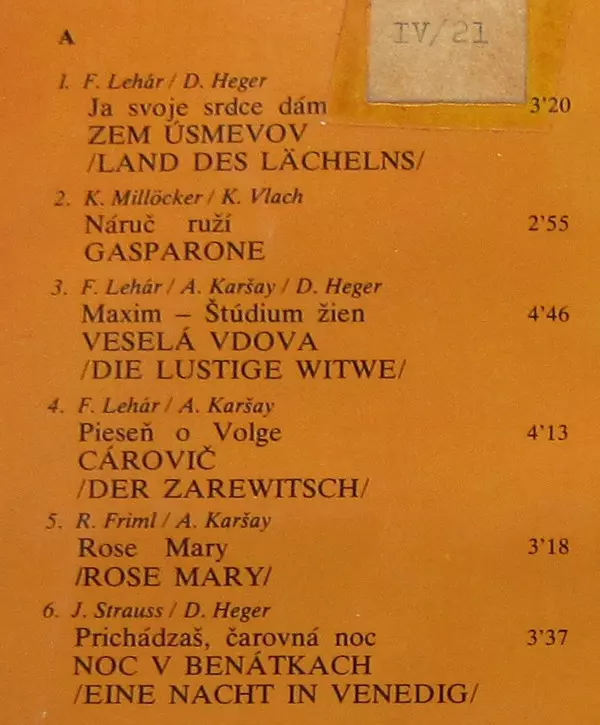 A
IV/21
1. F. Lehár / D. Heger
Ja svoje srdce dám 3'20
ZEM ÚSMEVOV
/LAND DES LÄCHELNS/
2. K. Millöcker / K. Vlach
Náruč ruží 2'55
GASPARONE
3. F. Lehár / A. Karšay / D. Heger
Maxim – Štúdium žien 4'46
VESELÁ VDOVA
/DIE LUSTIGE WITWE/
4. F. Lehár / A. Karšay
Pieseň o Volge 4'13
CÁROVIČ
/DER ZAREWITSCH/
5. R. Friml / A. Karšay
Rose Mary 3'18
/ROSE MARY/
6. J. Strauss / D. Heger
Prichádzaš, čarovná noc 3'37
NOC V BENÁTKACH
/EINE NACHT IN VENEDIG/